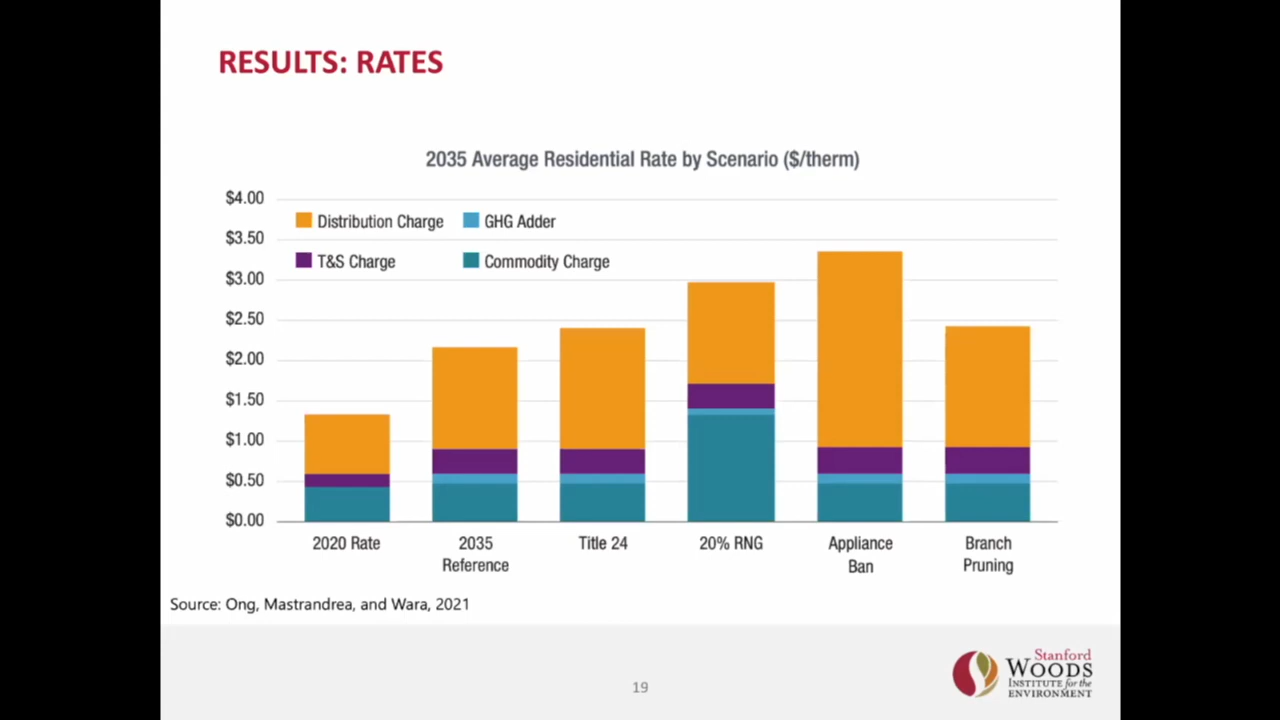 RESULTS: RATES
2035 Average Residential Rate by Scenario ($/therm)
$4.00
$3.50
$3.00
$2.50
$2.00
$1.50
$1.00
$0.50
$0.00
Distribution Charge
GHG Adder
T&S Charge
Commodity Charge
2020 Rate
2035
Reference
Title 24
20% RNG
Appliance
Ban
Branch
Pruning
Source: Ong, Mastrandrea, and Wara, 2021
19
Stanford
WOODS
INSTITUTE for the
ENVIRONMENT